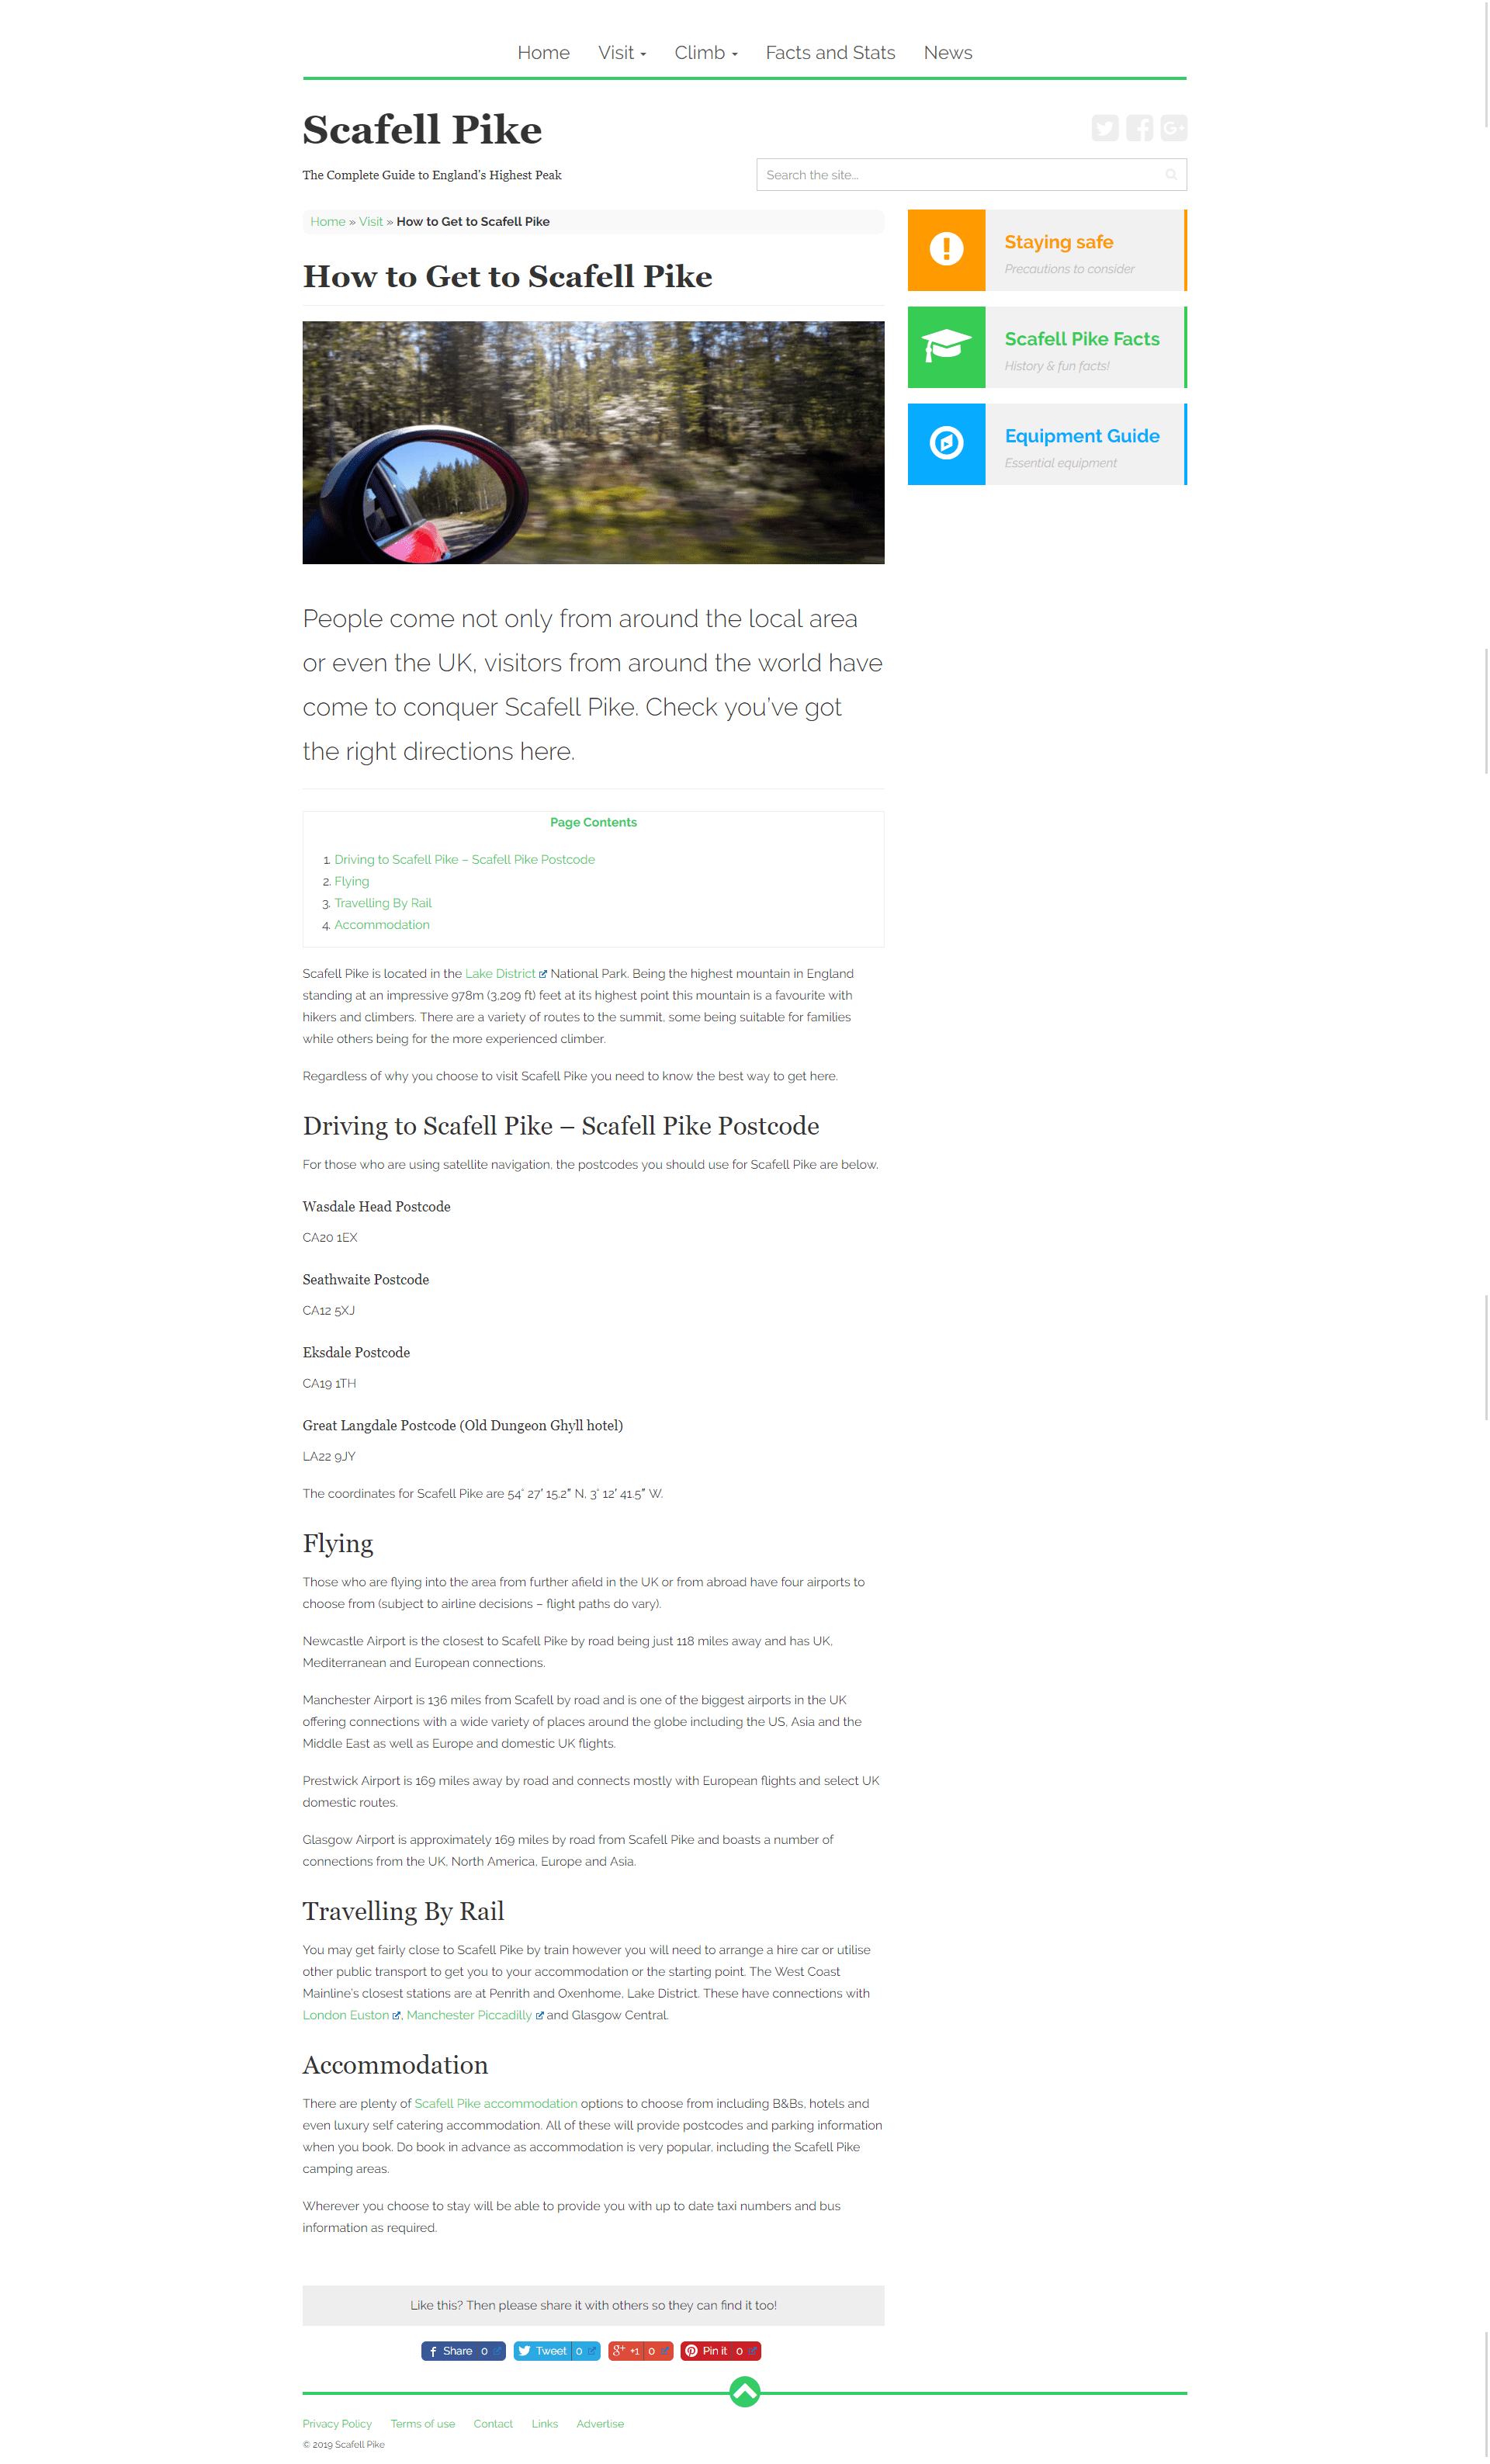 Home Visit Climb Facts and Stats News
Scafell Pike
The Complete Guide to England's Highest Peak
Search the site...
Home » Visit » How to Get to Scafell Pike
How to Get to Scafell Pike
Staying safe
Precautions to consider
Scafell Pike Facts
History & fun facts!
Equipment Guide
Essential equipment
People come not only from around the local area
or even the UK, visitors from around the world have
come to conquer Scafell Pike. Check you've got
the right directions here.
Page Contents
1. Driving to Scafell Pike – Scafell Pike Postcode
2. Flying
3. Travelling By Rail
4. Accommodation
Scafell Pike is located in the Lake District National Park. Being the highest mountain in England
standing at an impressive 978m (3,209 ft) feet at its highest point this mountain is a favourite with
hikers and climbers. There are a variety of routes to the summit, some being suitable for families
while others being for the more experienced climber.
Regardless of why you choose to visit Scafell Pike you need to know the best way to get here.
Driving to Scafell Pike – Scafell Pike Postcode
For those who are using satellite navigation, the postcodes you should use for Scafell Pike are below.
Wasdale Head Postcode
CA20 1EX
Seathwaite Postcode
CA12 5XJ
Eksdale Postcode
CA19 1TH
Great Langdale Postcode (Old Dungeon Ghyll hotel)
LA22 9JY
The coordinates for Scafell Pike are 54° 27′ 15.2″ N, 3° 12′ 41.5″ W.
Flying
Those who are flying into the area from further afield in the UK or from abroad have four airports to
choose from (subject to airline decisions – flight paths do vary).
Newcastle Airport is the closest to Scafell Pike by road being just 118 miles away and has UK,
Mediterranean and European connections.
Manchester Airport is 136 miles from Scafell by road and is one of the biggest airports in the UK
offering connections with a wide variety of places around the globe including the US, Asia and the
Middle East as well as Europe and domestic UK flights.
Prestwick Airport is 169 miles away by road and connects mostly with European flights and select UK
domestic routes.
Glasgow Airport is approximately 169 miles by road from Scafell Pike and boasts a number of
connections from the UK, North America, Europe and Asia.
Travelling By Rail
You may get fairly close to Scafell Pike by train however you will need to arrange a hire car or utilise
other public transport to get you to your accommodation or the starting point. The West Coast
Mainline's closest stations are at Penrith and Oxenhome, Lake District. These have connections with
London Euston, Manchester Piccadilly and Glasgow Central.
Accommodation
There are plenty of Scafell Pike accommodation options to choose from including B&Bs, hotels and
even luxury self catering accommodation. All of these will provide postcodes and parking information
when you book. Do book in advance as accommodation is very popular, including the Scafell Pike
camping areas.
Wherever you choose to stay will be able to provide you with up to date taxi numbers and bus
information as required.
Like this? Then please share it with others so they can find it too!
Share 0 Tweet 0 g+ +1 0 Pin it 0
Privacy Policy Terms of use Contact Links Advertise
© 2019 Scafell Pike